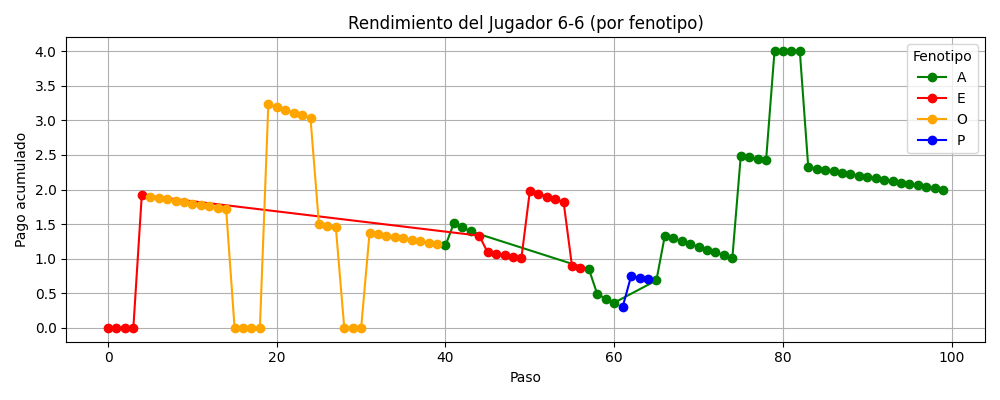 Rendimiento del Jugador 6-6 (por fenotipo)
Pago acumulado
4.0
3.5
3.0
2.5
2.0
1.5
1.0
0.5
0.0
0 20 40 60 80 100
Paso
Fenotipo
A
E
O
P